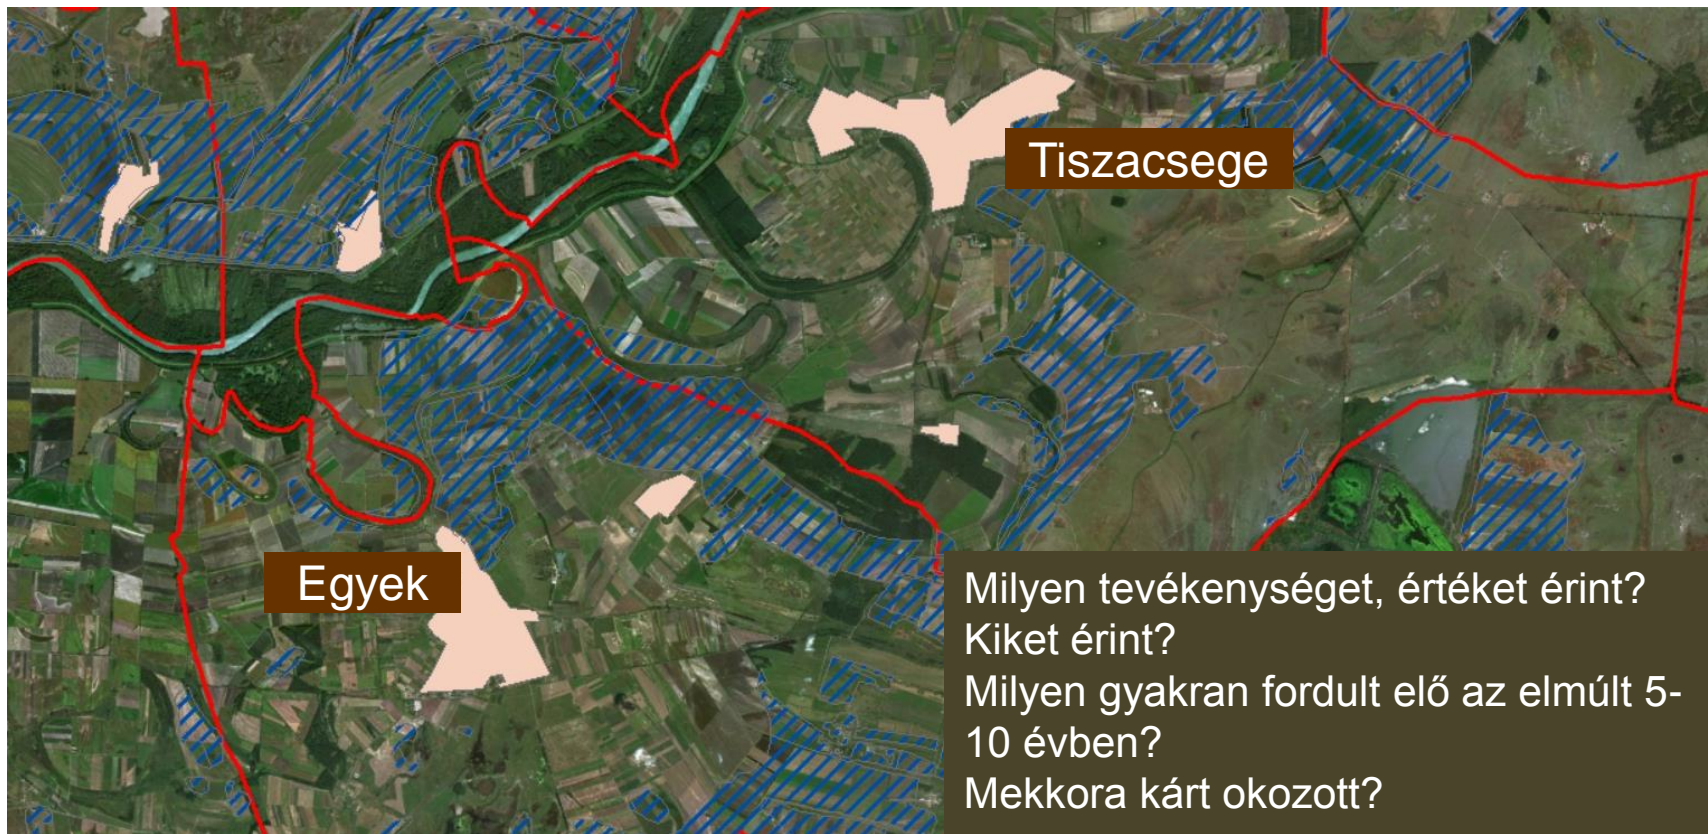 Tiszacsege
Egyek
Milyen tevékenységet, értéket érint?
Kiket érint?
Milyen gyakran fordult elő az elmúlt 5-
10 évben?
Mekkora kárt okozott?